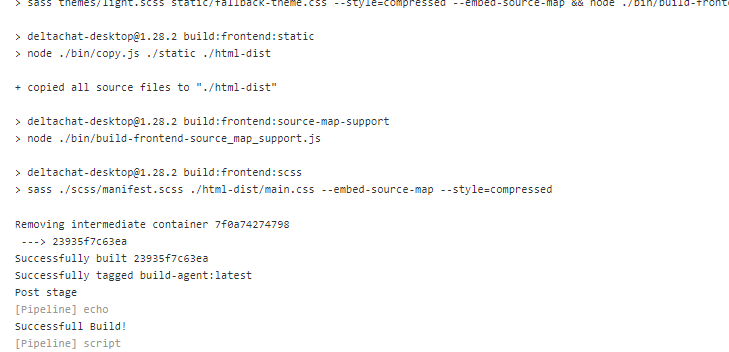 > sass themes/light.scss static/fallback-theme.css --style=compressed --embed-source-map && node ./bin/build-front
> deltachat-desktop@1.28.2 build:frontend:static
> node ./bin/copy.js ./static ./html-dist
+ copied all source files to "./html-dist"
> deltachat-desktop@1.28.2 build:frontend:source-map-support
> node ./bin/build-frontend-source_map_support.js
> deltachat-desktop@1.28.2 build:frontend:scss
> sass ./scss/manifest.scss ./html-dist/main.css --embed-source-map --style=compressed
Removing intermediate container 7f0a74274798
---> 23935f7c63ea
Successfully built 23935f7c63ea
Successfully tagged build-agent:latest
Post stage
[Pipeline] echo
Successfull Build!
[Pipeline] script